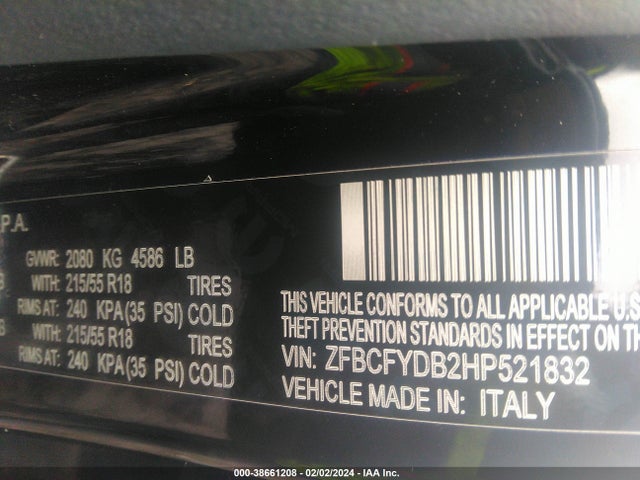 P.A.
GVWR: 2080 KG 4586 LB
WITH: 215/55 R18 TIRES
RIMS AT: 240 KPA(35 PSI) COLD
WITH: 215/55 R18 TIRES
RIMS AT: 240 KPA(35 PSI) COLD
THIS VEHICLE CONFORMS TO ALL APPLICABLE U.S
THEFT PREVENTION STANDARDS IN EFFECT ON TH
VIN: ZFBCFYDB2HP521832
VEHICLE MADE IN: ITALY
000-38661208 - 02/02/2024 - IAA Inc.